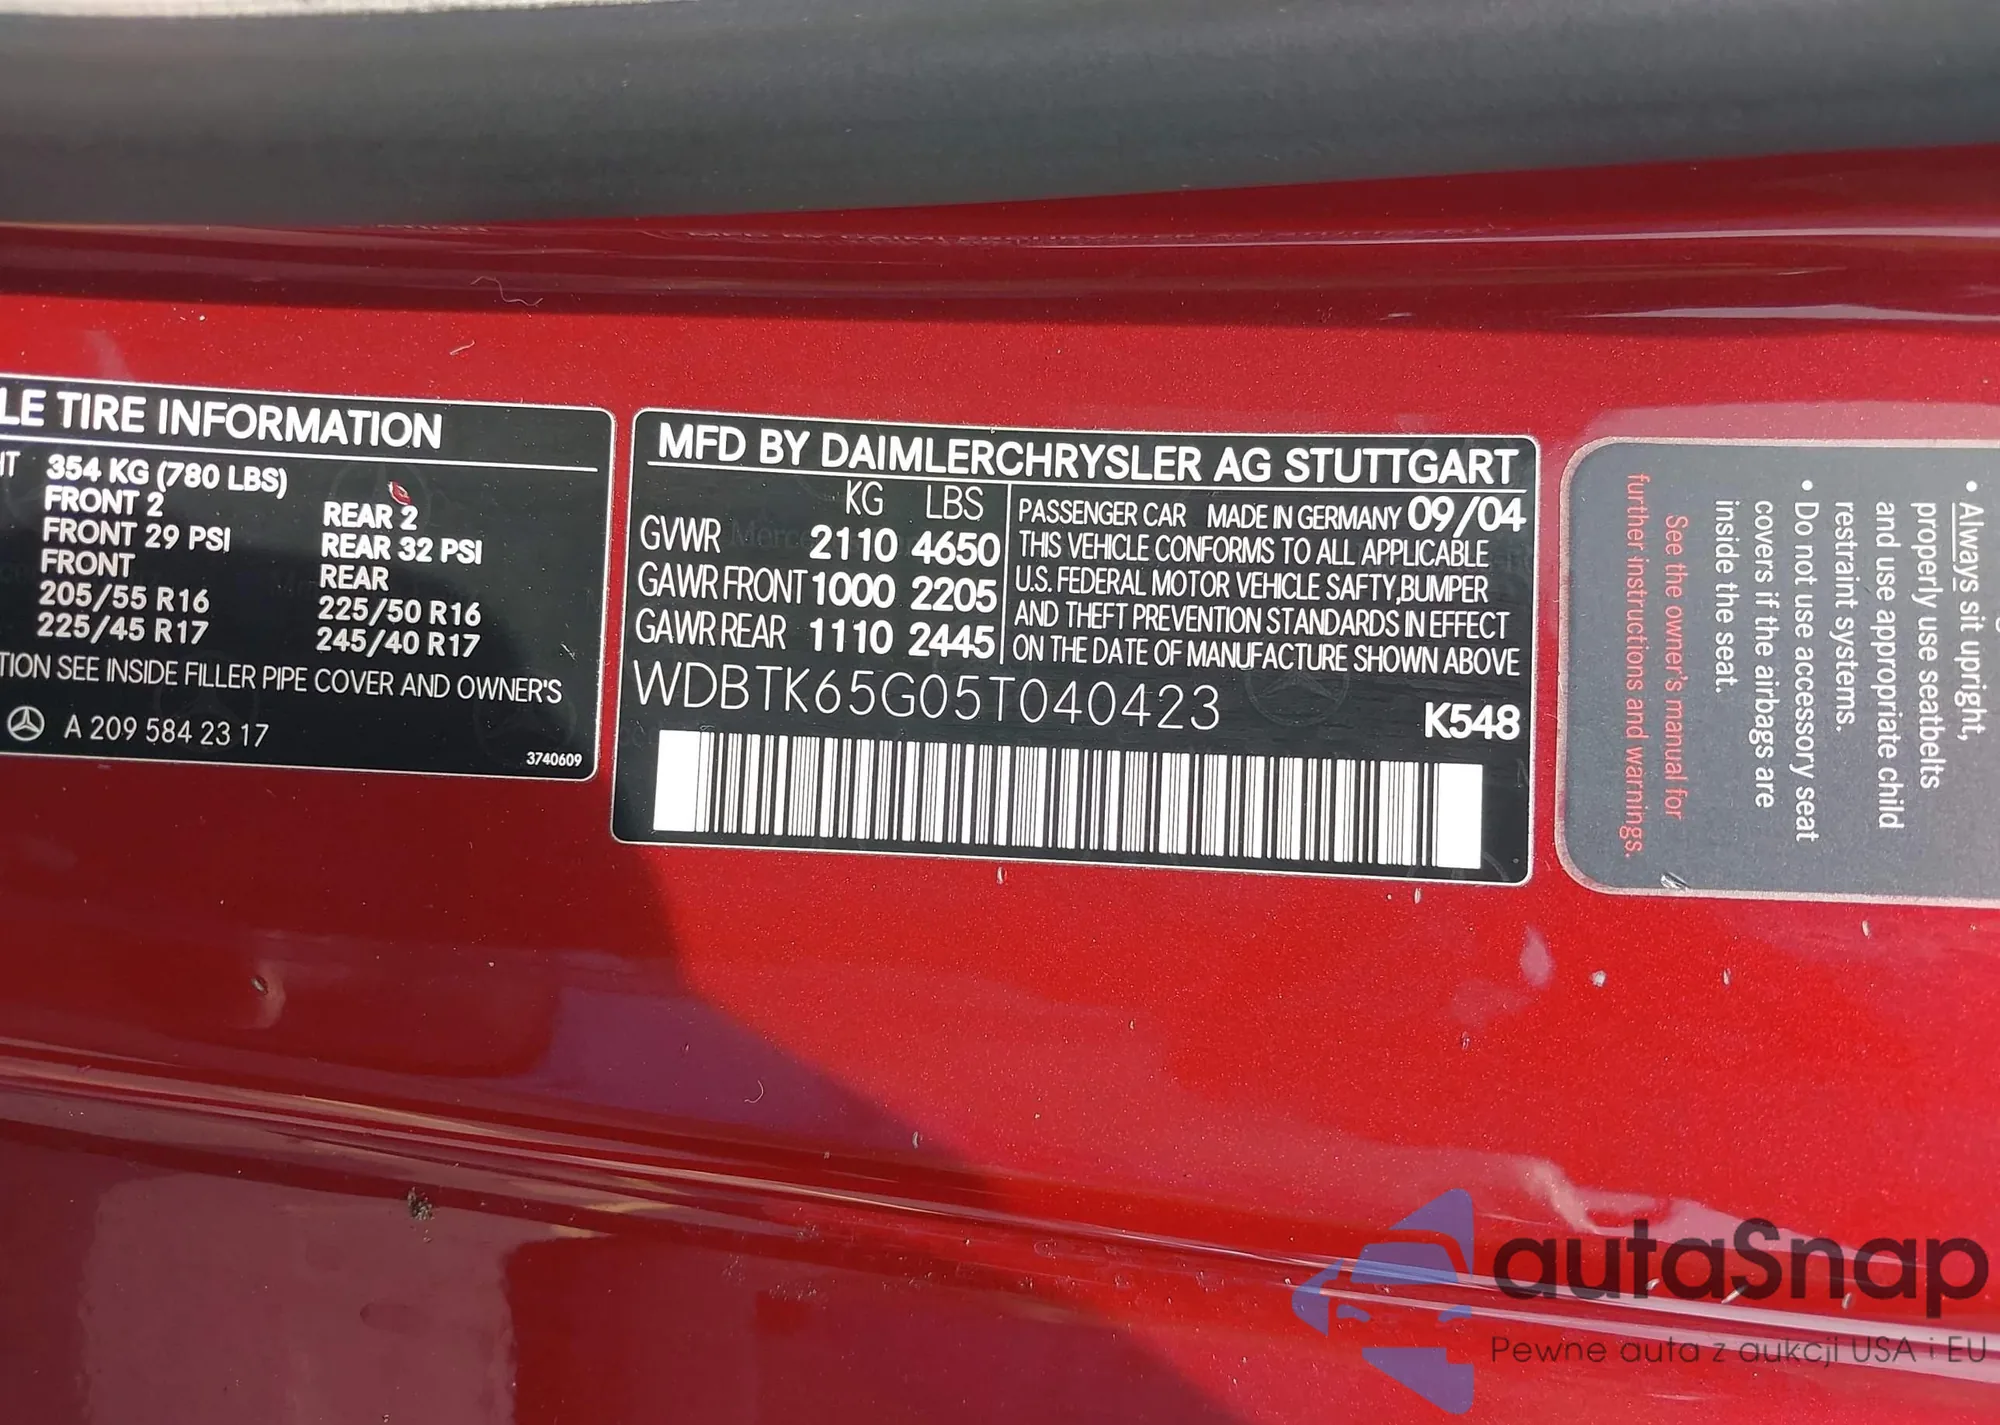 LE TIRE INFORMATION
354 KG (780 LBS)
FRONT 2 REAR 2
FRONT 29 PSI REAR 32 PSI
FRONT REAR
205/55 R16 225/50 R16
225/45 R17 245/40 R17
TION SEE INSIDE FILLER PIPE COVER AND OWNER'S
A 209 584 23 17
3740609
MFD BY DAIMLERCHRYSLER AG STUTTGART
KG LBS
GVWR 2110 4650
GAWR FRONT 1000 2205
GAWR REAR 1110 2445
PASSENGER CAR MADE IN GERMANY 09/04
THIS VEHICLE CONFORMS TO ALL APPLICABLE
U.S. FEDERAL MOTOR VEHICLE SAFTY,BUMPER
AND THEFT PREVENTION STANDARDS IN EFFECT
ON THE DATE OF MANUFACTURE SHOWN ABOVE
WDBTK65G05T040423
K548
• Always sit upright,
properly use seatbelts
and use appropriate child
restraint systems.
• Do not use accessory seat
covers if the airbags are
inside the seat.
See the owner's manual for
further instructions and warnings.
autaSnap
Pewne auta z aukcji USA i EU